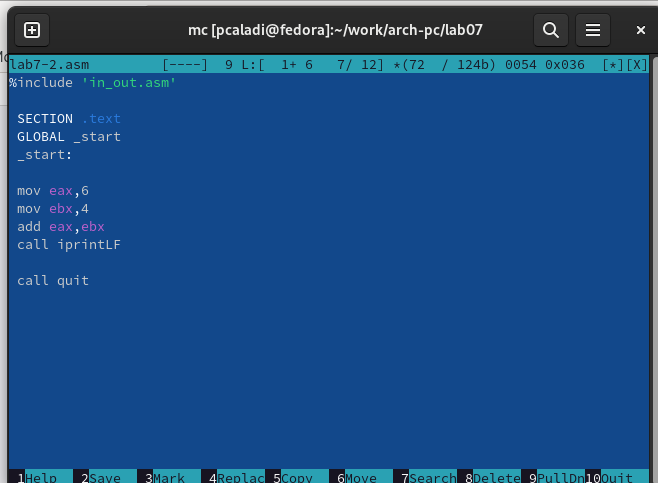 mc [pcaladi@fedora]:~/work/arch-pc/lab07
lab7-2.asm [----] 9 L:[ 1+ 6 7/ 12] *(72 / 124b) 0054 0x036 [*][X]
%include 'in_out.asm'
SECTION .text
GLOBAL _start
_start:
mov eax,6
mov ebx,4
add eax,ebx
call iprintLF
call quit
1Help 2Save 3Mark 4Replac 5Copy 6Move 7Search 8Delete 9PullDn 10Quit